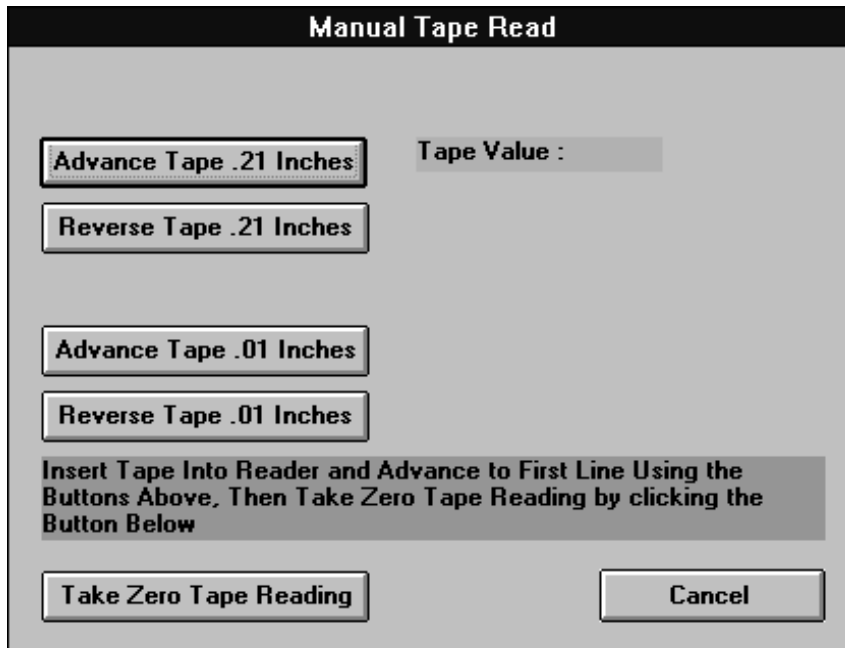 Manual Tape Read
Advance Tape .21 Inches
Tape Value :
Reverse Tape .21 Inches
Advance Tape .01 Inches
Reverse Tape .01 Inches
Insert Tape Into Reader and Advance to First Line Using the
Buttons Above, Then Take Zero Tape Reading by clicking the
Button Below
Take Zero Tape Reading
Cancel